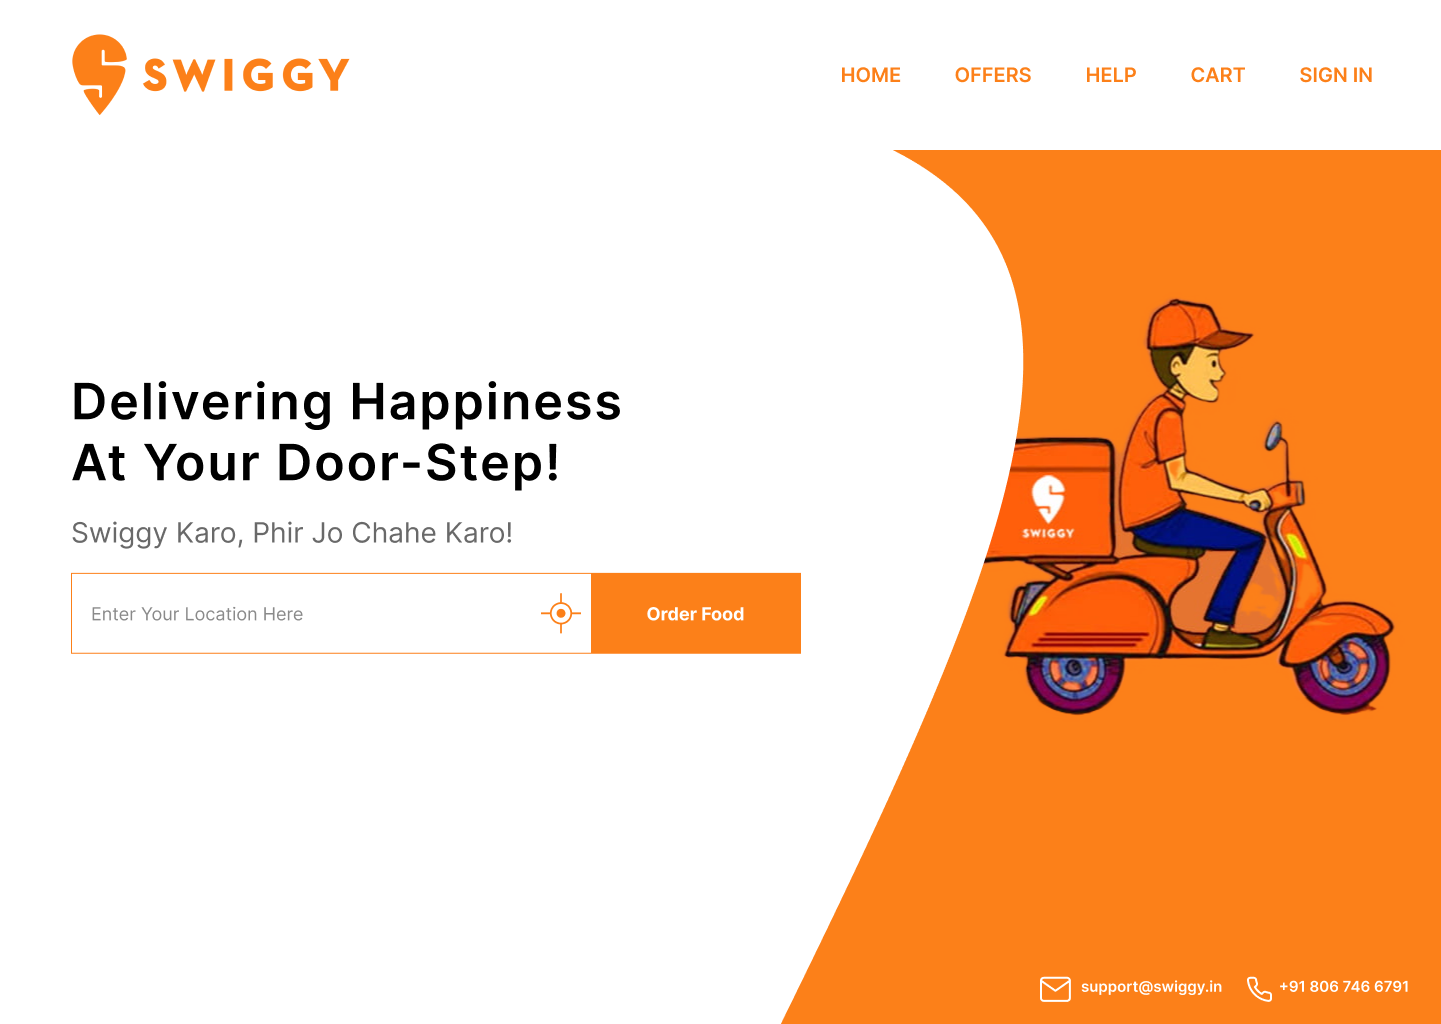 SWIGGY
HOME OFFERS HELP CART SIGN IN
Delivering Happiness
At Your Door-Step!
Swiggy Karo, Phir Jo Chahe Karo!
Enter Your Location Here
Order Food
SWIGGY
support@swiggy.in +91 806 746 6791